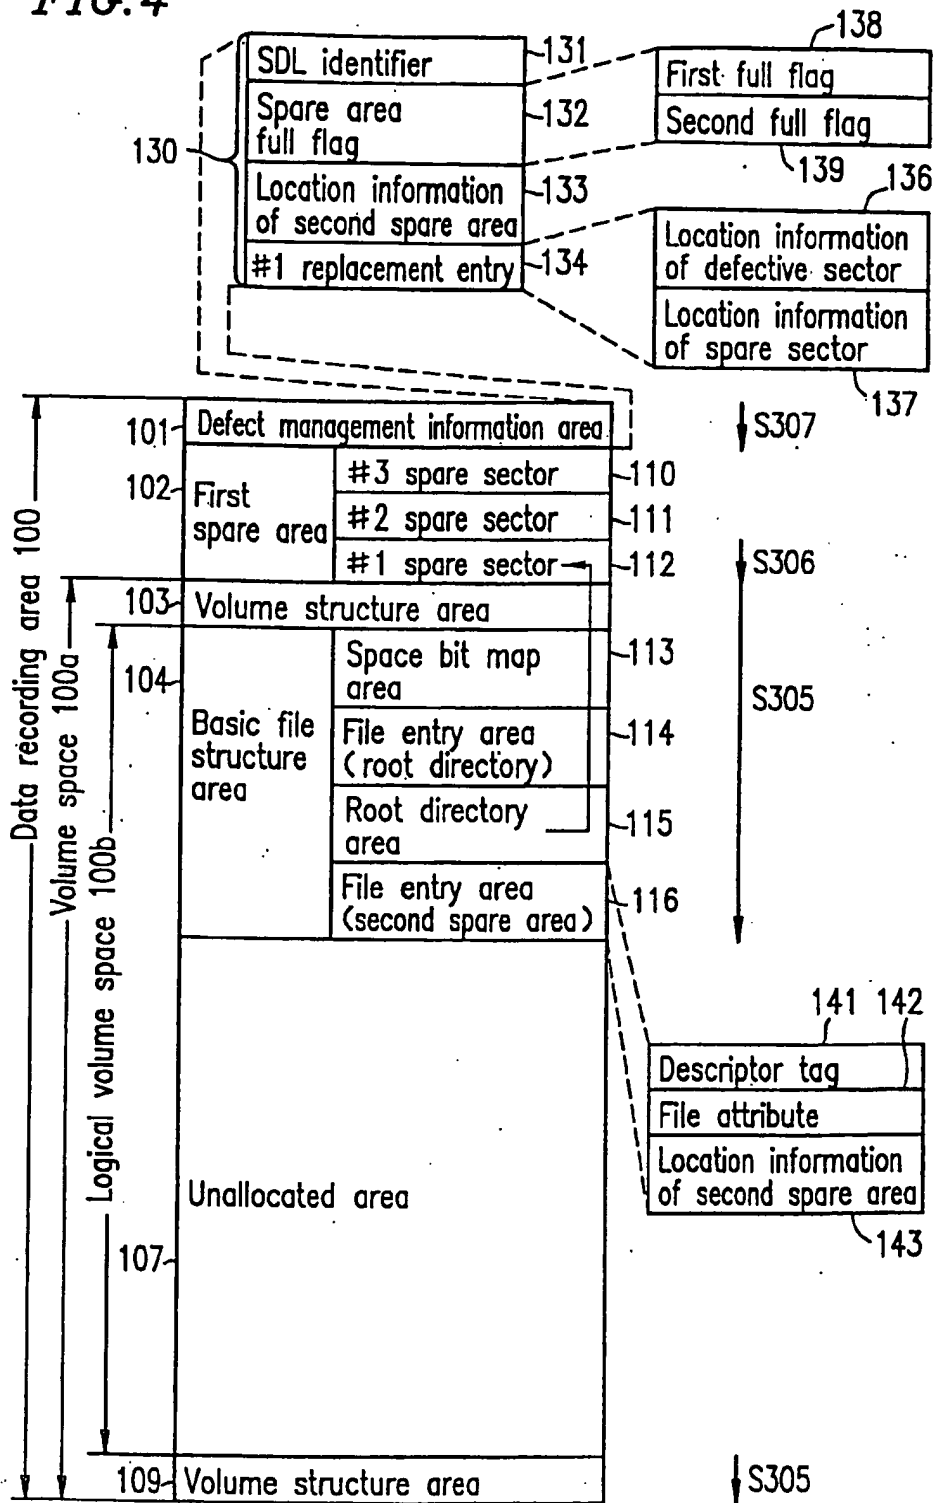 FIG.4
138
131
SDL identifier
First full flag
132
Spare area
full flag
Second full flag
130
139
133
Location information
of second spare area
136
Location information
of defective sector
134
#1 replacement entry
Location information
of spare sector
137
101
Defect management information area
S307
102
First
spare area
#3 spare sector
110
#2 spare sector
111
#1 spare sector
112
S306
103
Volume structure area
104
Basic file
structure
area
Space bit map
area
113
S305
File entry area
(root directory)
114
Root directory
area
115
File entry area
(second spare area)
116
Data recording area 100
Volume space 100a
Logical volume space 100b
141 142
Descriptor tag
File attribute
Location information
of second spare area
143
Unallocated area
107
109
Volume structure area
S305